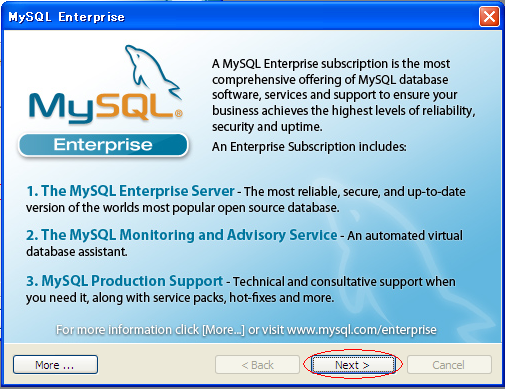 MySQL Enterprise
MySQL®
Enterprise
A MySQL Enterprise subscription is the most
comprehensive offering of MySQL database
software, services and support to ensure your
business achieves the highest levels of reliability,
security and uptime.
An Enterprise Subscription includes:
1. The MySQL Enterprise Server - The most reliable, secure, and up-to-date
version of the worlds most popular open source database.
2. The MySQL Monitoring and Advisory Service - An automated virtual
database assistant.
3. MySQL Production Support - Technical and consultative support when
you need it, along with service packs, hot-fixes and more.
For more information click [More...] or visit www.mysql.com/enterprise
More ...
< Back
Next >
Cancel